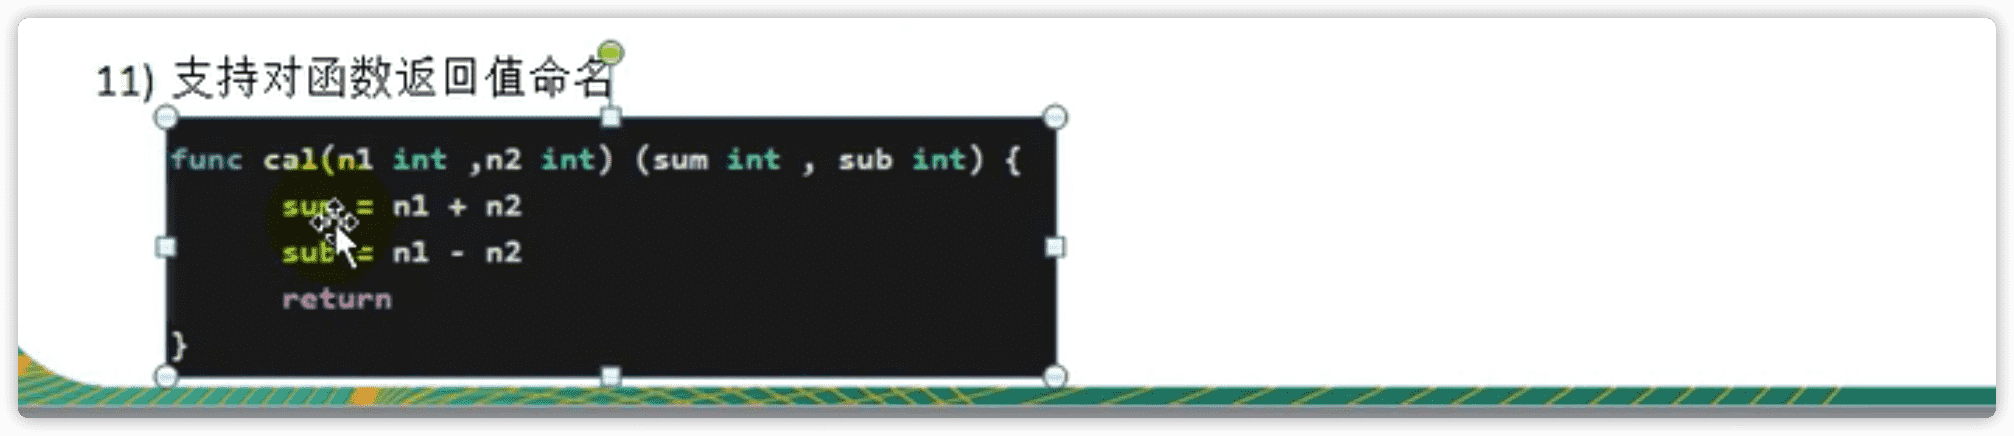 11) 支持对函数返回值命名
func cal(n1 int ,n2 int) (sum int , sub int) {
sum = n1 + n2
sub = n1 - n2
return
}